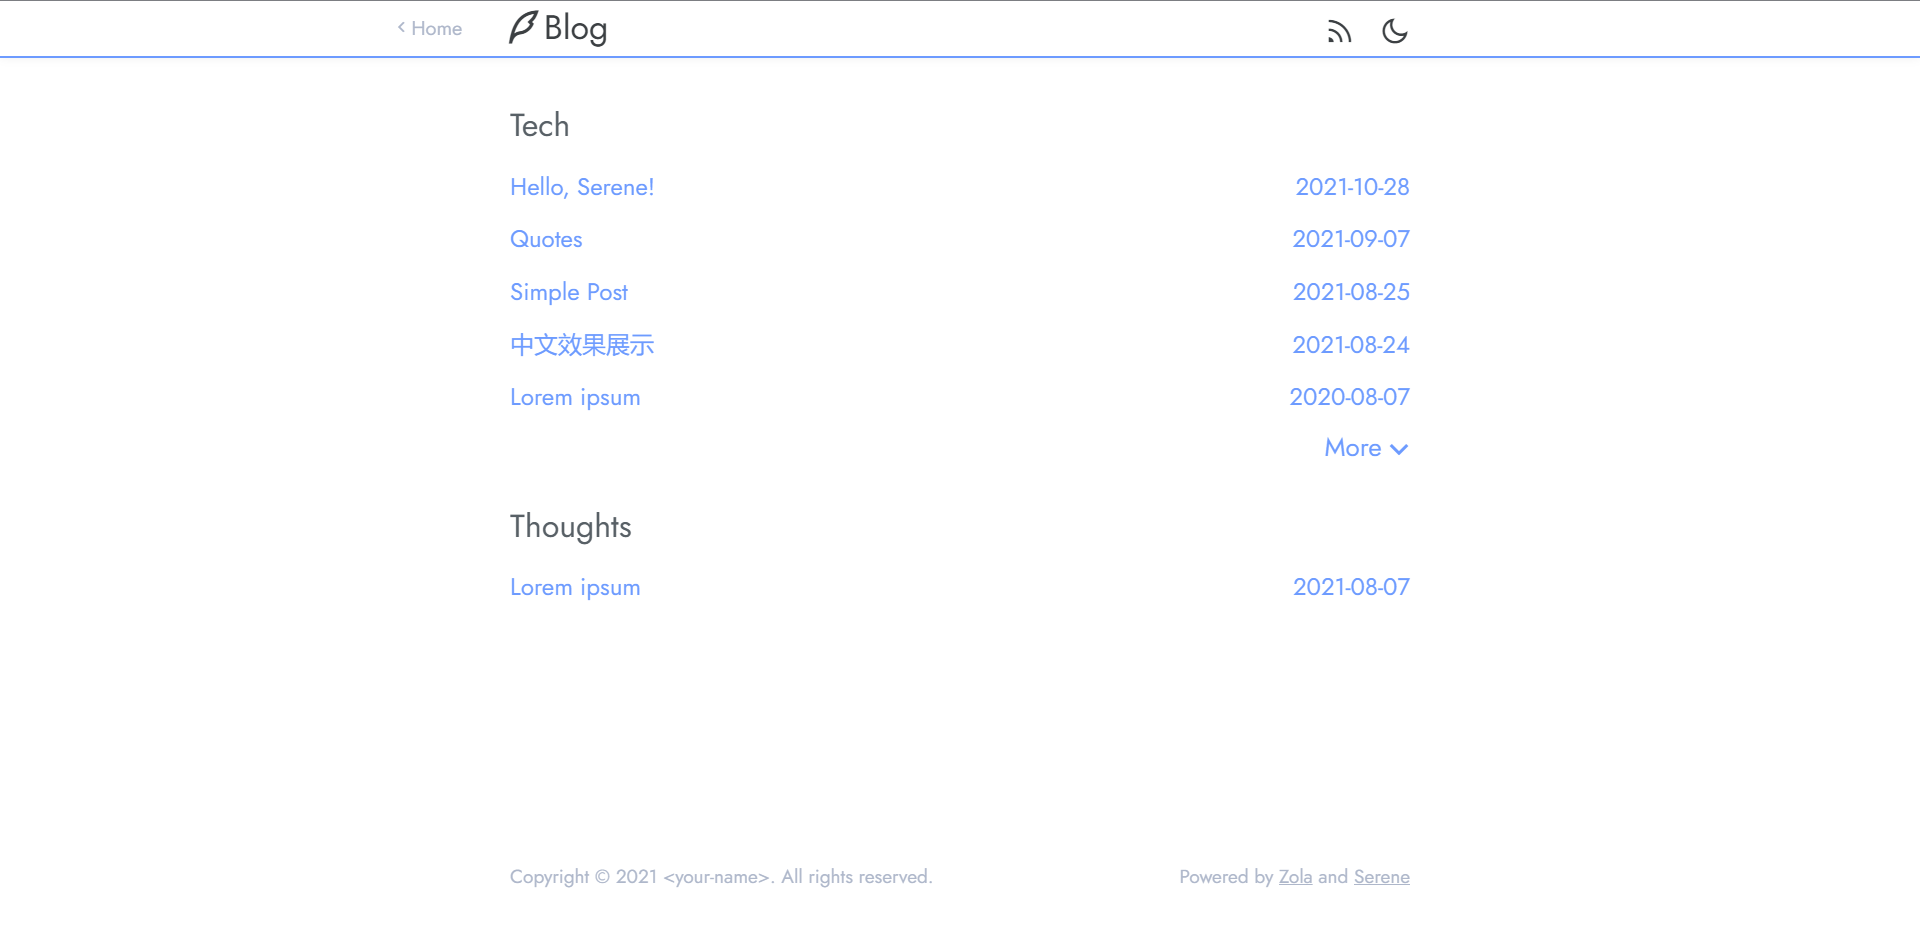 Home Blog
Tech
Hello, Serene! 2021-10-28
Quotes 2021-09-07
Simple Post 2021-08-25
中文效果展示 2021-08-24
Lorem ipsum 2020-08-07
More
Thoughts
Lorem ipsum 2021-08-07
Copyright © 2021 <your-name>. All rights reserved. Powered by Zola and Serene